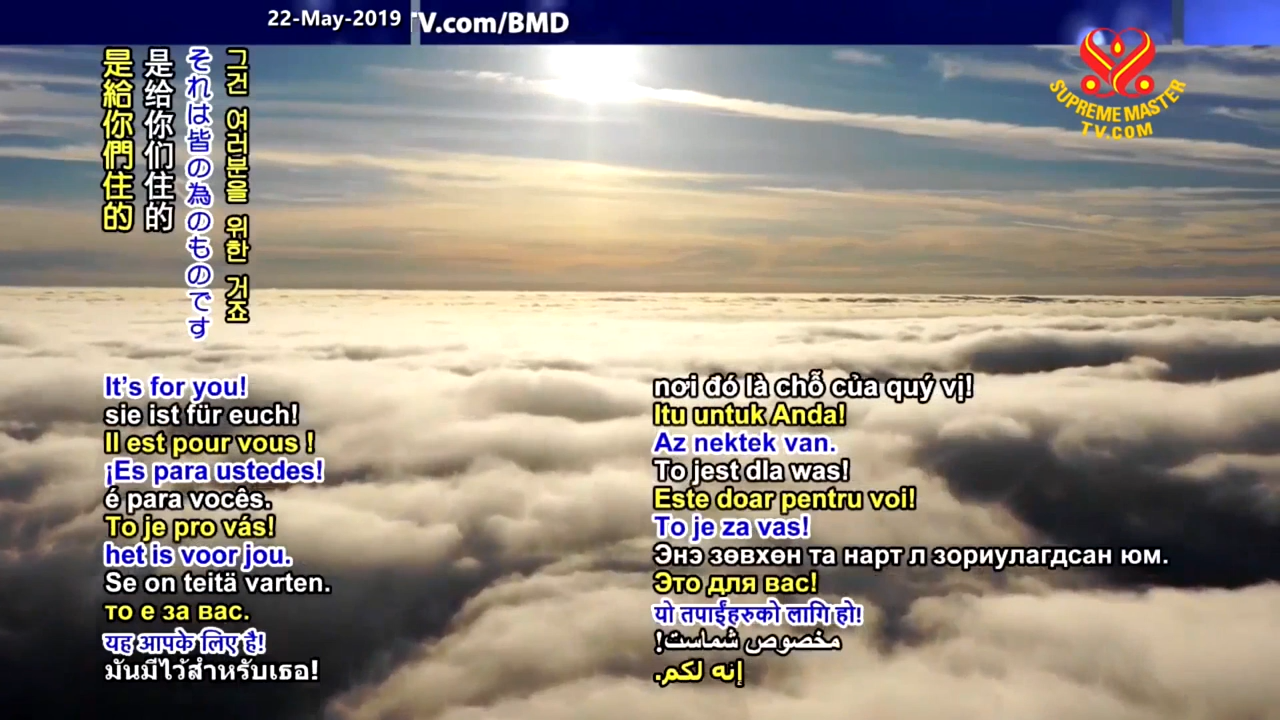 22-May-2019
TV.com/BMD
SUPREME MASTER
TV.COM
그건 여러분을 위한 거죠
それは皆の為のものです
是给你们住的
是給你們住的
It's for you!
sie ist für euch!
Il est pour vous !
¡Es para ustedes!
é para vocês.
To je pro vás!
het is voor jou.
Se on teitä varten.
то е за вас.
यह आपके लिए है!
มันมีไว้สำหรับเธอ!
nơi đó là chỗ của quý vị!
Itu untuk Anda!
Az nektek van.
To jest dla was!
Este doar pentru voi!
To je za vas!
Энэ зөвхөн та нарт л зориулагдсан юм.
Это для вас!
यो तपाईंहरुको लागि हो!
مخصوص شماست!
إنه لكم.